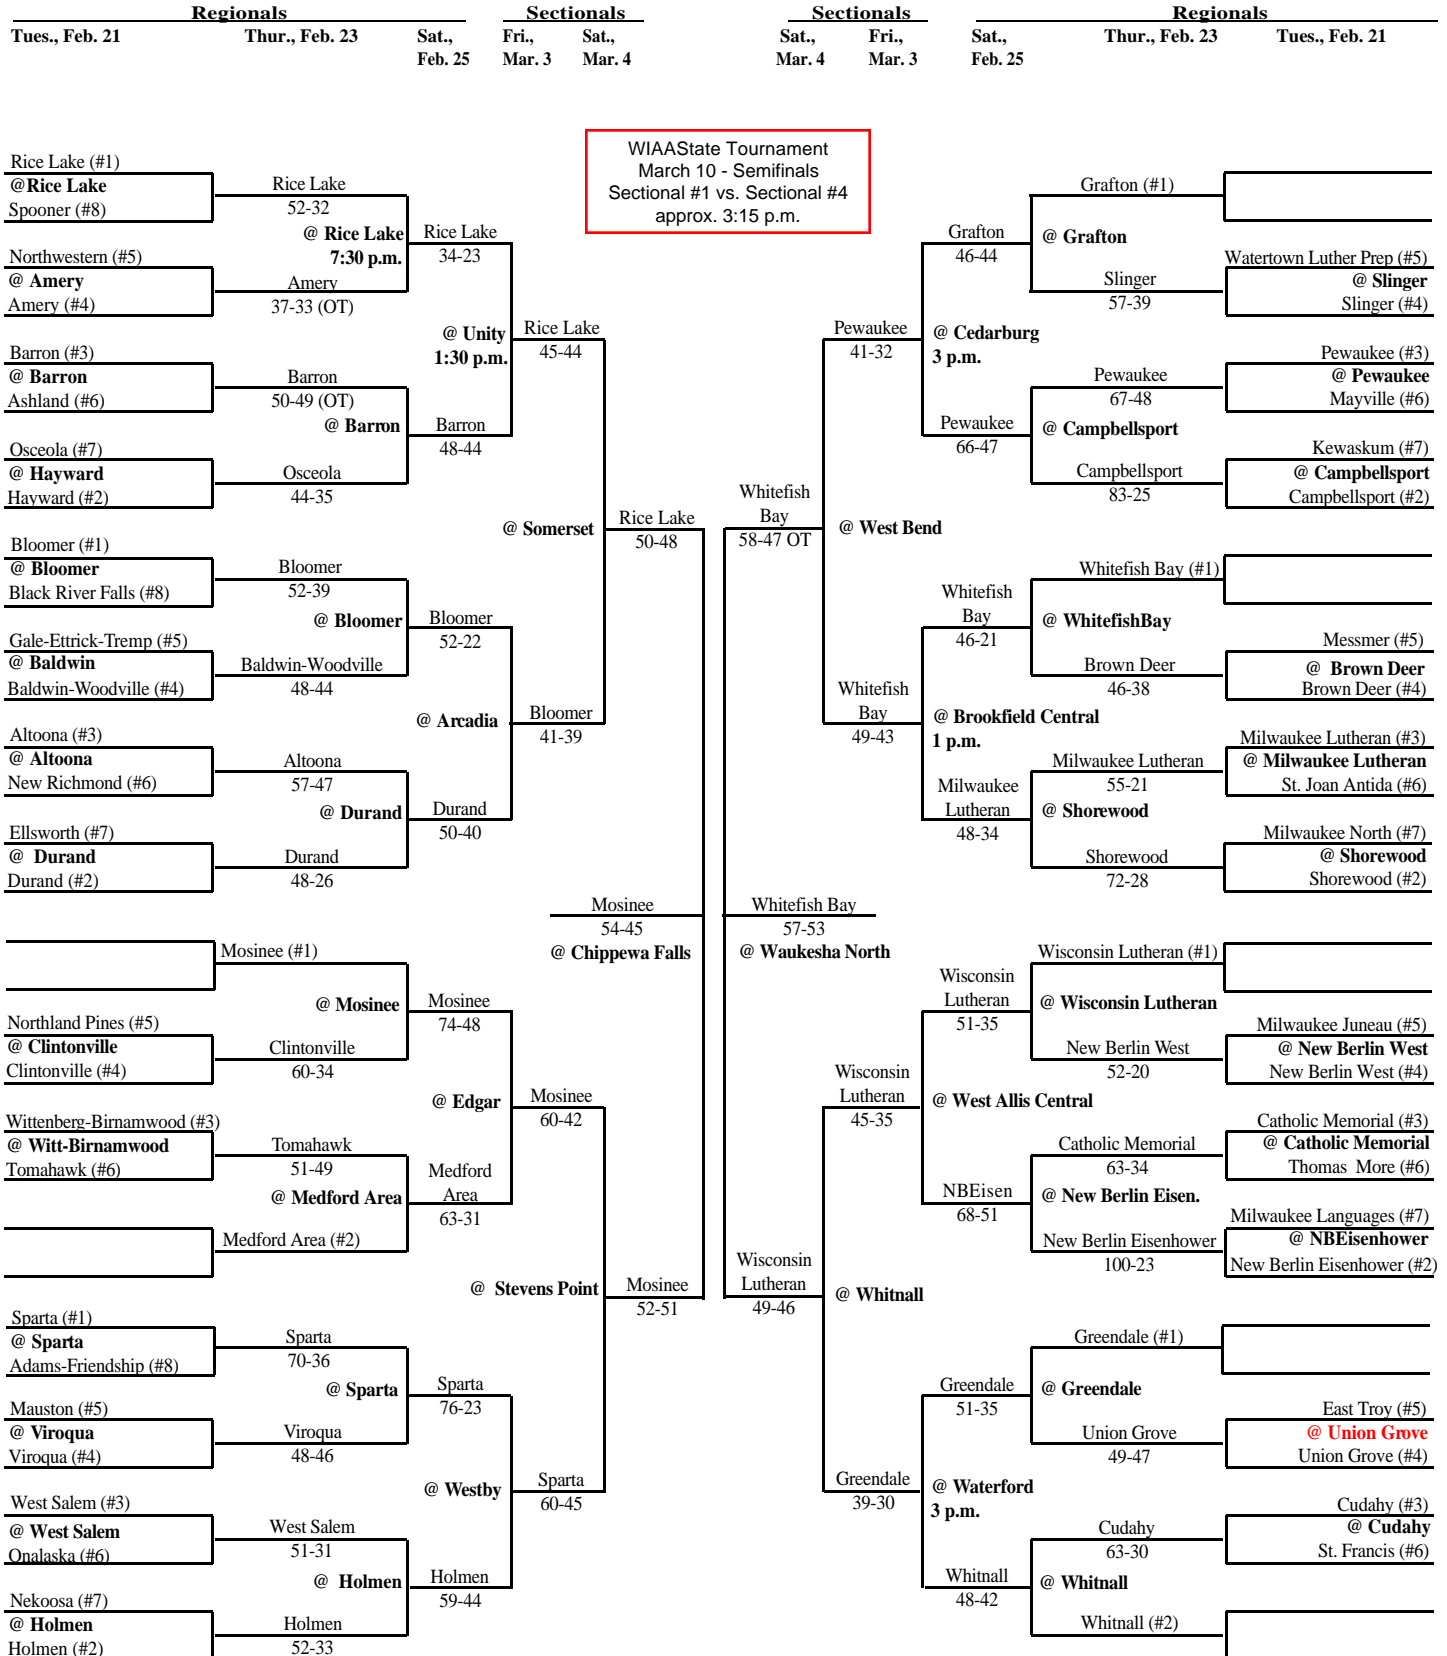 Regionals Sectionals Sectionals Regionals
Tues., Feb. 21 Thur., Feb. 23 Sat., Feb. 25 Fri., Mar. 3 Sat., Mar. 4 Sat., Mar. 4 Fri., Mar. 3 Sat., Feb. 25 Thur., Feb. 23 Tues., Feb. 21
WIAAState Tournament
March 10 - Semifinals
Sectional #1 vs. Sectional #4
approx. 3:15 p.m.
Rice Lake (#1)
@Rice Lake
Spooner (#8)
Northwestern (#5)
@ Amery
Amery (#4)
Barron (#3)
@ Barron
Ashland (#6)
Osceola (#7)
@ Hayward
Hayward (#2)
Bloomer (#1)
@ Bloomer
Black River Falls (#8)
Gale-Ettrick-Tremp (#5)
@ Baldwin
Baldwin-Woodville (#4)
Altoona (#3)
@ Altoona
New Richmond (#6)
Ellsworth (#7)
@ Durand
Durand (#2)
Northland Pines (#5)
@ Clintonville
Clintonville (#4)
Wittenberg-Birnamwood (#3)
@ Witt-Birnamwood
Tomahawk (#6)
Sparta (#1)
@ Sparta
Adams-Friendship (#8)
Mauston (#5)
@ Viroqua
Viroqua (#4)
West Salem (#3)
@ West Salem
Onalaska (#6)
Nekoosa (#7)
@ Holmen
Holmen (#2)
Rice Lake
52-32
@ Rice Lake
7:30 p.m.
Amery
37-33 (OT)
Barron
50-49 (OT)
@ Barron
Osceola
44-35
Bloomer
52-39
@ Bloomer
Baldwin-Woodville
48-44
Altoona
57-47
@ Durand
Durand
48-26
Mosinee (#1)
@ Mosinee
Clintonville
60-34
Tomahawk
51-49
@ Medford Area
Medford Area (#2)
Sparta
70-36
@ Sparta
Viroqua
48-46
West Salem
51-31
@ Holmen
Holmen
52-33
Rice Lake
34-23
@ Unity
1:30 p.m.
Barron
48-44
Bloomer
52-22
@ Arcadia
Durand
50-40
Mosinee
74-48
@ Edgar
Medford
Area
63-31
Sparta
76-23
@ Westby
Holmen
59-44
Rice Lake
45-44
@ Somerset
Bloomer
41-39
Mosinee
60-42
@ Stevens Point
Sparta
60-45
Rice Lake
50-48
Mosinee
54-45
@ Chippewa Falls
Mosinee
52-51
Whitefish
Bay
58-47 OT
Whitefish Bay
57-53
@ Waukesha North
Wisconsin
Lutheran
49-46
Pewaukee
41-32
@ West Bend
Whitefish
Bay
49-43
Wisconsin
Lutheran
45-35
@ Whitnall
Greendale
39-30
Grafton
46-44
@ Cedarburg
3 p.m.
Pewaukee
66-47
Whitefish
Bay
46-21
@ Brookfield Central
1 p.m.
Milwaukee
Lutheran
48-34
Wisconsin
Lutheran
51-35
@ West Allis Central
NBEisen
68-51
Greendale
51-35
@ Waterford
3 p.m.
Whitnall
48-42
Grafton (#1)
@ Grafton
Slinger
57-39
Pewaukee
67-48
@ Campbellsport
Campbellsport
83-25
Whitefish Bay (#1)
@ WhitefishBay
Brown Deer
46-38
Milwaukee Lutheran
55-21
@ Shorewood
Shorewood
72-28
Wisconsin Lutheran (#1)
@ Wisconsin Lutheran
New Berlin West
52-20
Catholic Memorial
63-34
@ New Berlin Eisen.
New Berlin Eisenhower
100-23
Greendale (#1)
@ Greendale
Union Grove
49-47
Cudahy
63-30
@ Whitnall
Whitnall (#2)
Watertown Luther Prep (#5)
@ Slinger
Slinger (#4)
Pewaukee (#3)
@ Pewaukee
Mayville (#6)
Kewaskum (#7)
@ Campbellsport
Campbellsport (#2)
Messmer (#5)
@ Brown Deer
Brown Deer (#4)
Milwaukee Lutheran (#3)
@ Milwaukee Lutheran
St. Joan Antida (#6)
Milwaukee North (#7)
@ Shorewood
Shorewood (#2)
Milwaukee Juneau (#5)
@ New Berlin West
New Berlin West (#4)
Catholic Memorial (#3)
@ Catholic Memorial
Thomas More (#6)
Milwaukee Languages (#7)
@ NBEisenhower
New Berlin Eisenhower (#2)
East Troy (#5)
@ Union Grove
Union Grove (#4)
Cudahy (#3)
@ Cudahy
St. Francis (#6)